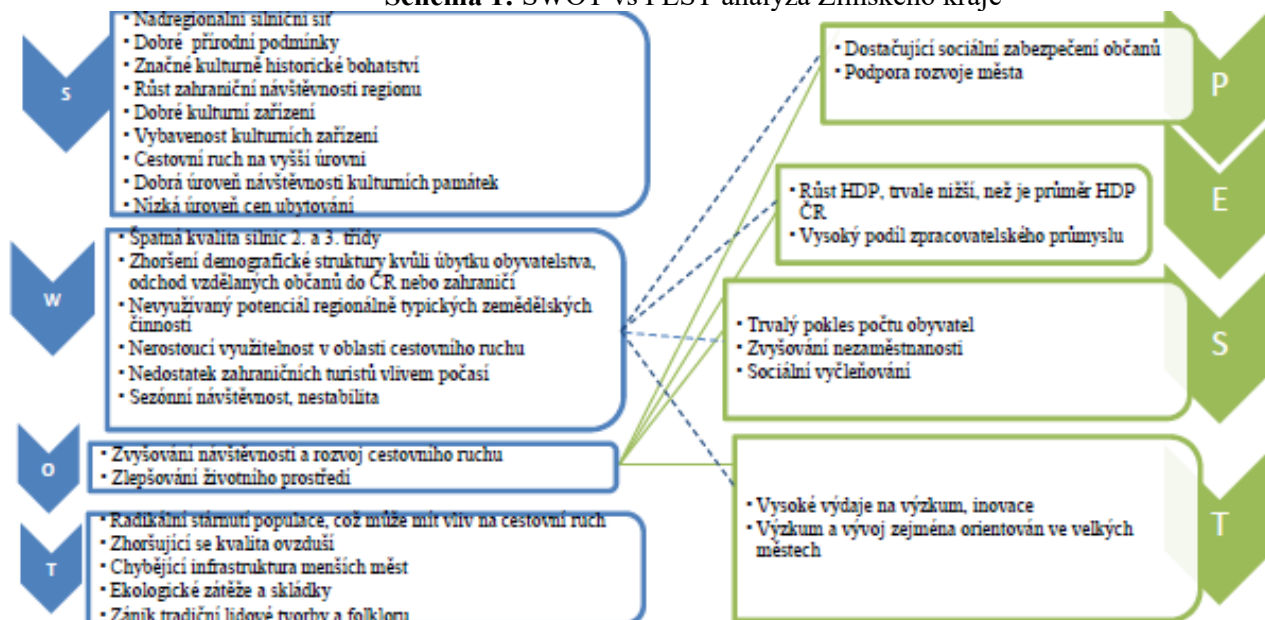 Schéma 1: SWOT vs PEST analýza Zlínského kraje
S
• Nadregionální silniční síť
• Dobré přírodní podmínky
• Značné kulturně historické bohatství
• Růst zahraniční návštěvnosti regionu
• Dobré kulturní zařízení
• Vybavenost kulturních zařízení
• Cestovní ruch na vyšší úrovni
• Dobrá úroveň návštěvnosti kulturních památek
• Nízká úroveň cen ubytování
W
• Špatná kvalita silnic 2. a 3. třídy
• Zhoršení demografické struktury kvůli úbytku obyvatelstva,
odchod vzdělaných občanů do ČR nebo zahraničí
• Nevyužívaný potenciál regionálně typických zemědělských
činností
• Nerostoucí využitelnost v oblasti cestovního ruchu
• Nedostatek zahraničních turistů vlivem počasí
• Sezónní návštěvnost, nestabilita
O
• Zvyšování návštěvnosti a rozvoj cestovního ruchu
• Zlepšování životního prostředí
T
• Radikální stárnutí populace, což může mít vliv na cestovní ruch
• Zhoršující se kvalita ovzduší
• Chybějící infrastruktura menších měst
• Ekologické zátěže a skládky
• Zánik tradiční lidové tvorby a folkloru
P
• Dostačující sociální zabezpečení občanů
• Podpora rozvoje města
E
• Růst HDP, trvale nižší, než je průměr HDP
ČR
• Vysoký podíl zpracovatelského průmyslu
S
• Trvalý pokles počtu obyvatel
• Zvyšování nezaměstnanosti
• Sociální vyčleňování
T
• Vysoké výdaje na výzkum, inovace
• Výzkum a vývoj zejména orientován ve velkých
městech